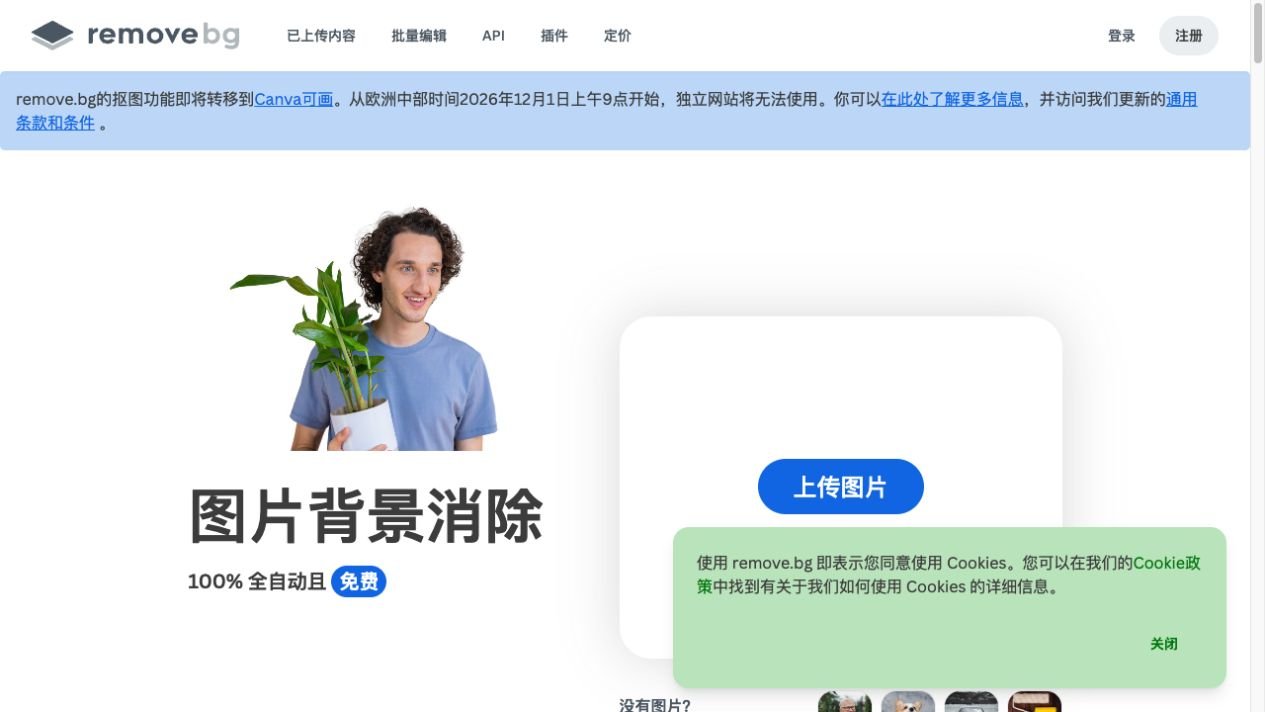 removebg
已上传内容
批量编辑
API
插件
定价
登录
注册
remove.bg的抠图功能即将转移到Canva可画。从欧洲中部时间2026年12月1日上午9点开始，独立网站将无法使用。你可以在此处了解更多信息，并访问我们更新的通用
条款和条件 。
图片背景消除
100% 全自动且 免费
上传图片
使用 remove.bg 即表示您同意使用 Cookies。您可以在我们的Cookie政
策中找到有关于我们如何使用 Cookies 的详细信息。
关闭
没有图片？